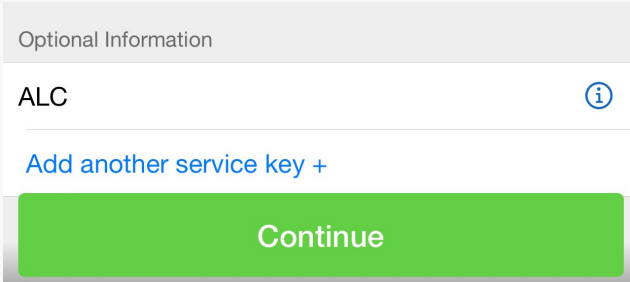 Optional Information
ALC
Add another service key +
Continue